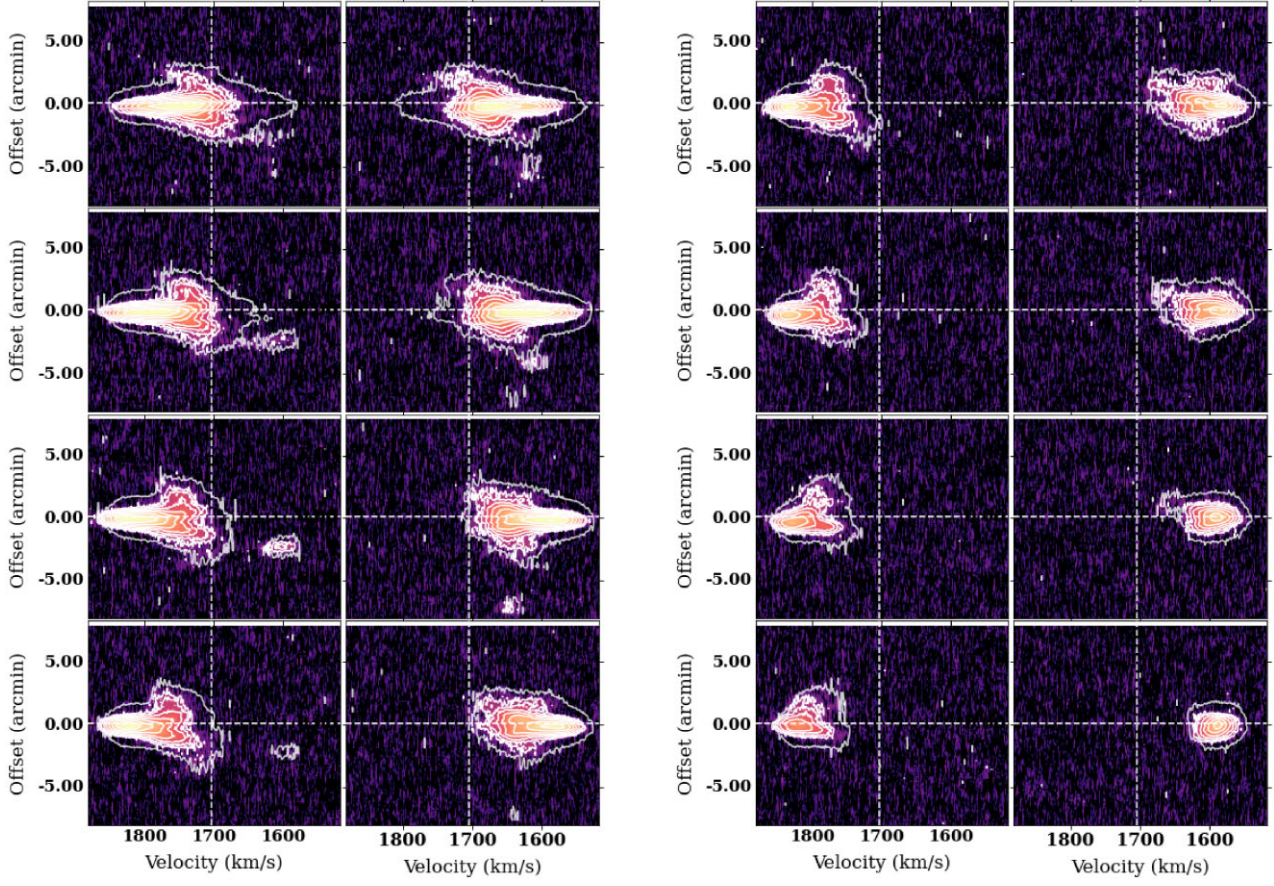 5.00 5.00
Offset (arcmin) 0.00 Offset (arcmin) 0.00
-5.00 -5.00
5.00 5.00
Offset (arcmin) 0.00 Offset (arcmin) 0.00
-5.00 -5.00
5.00 5.00
Offset (arcmin) 0.00 Offset (arcmin) 0.00
-5.00 -5.00
5.00 5.00
Offset (arcmin) 0.00 Offset (arcmin) 0.00
-5.00 -5.00
1800 1700 1600 1800 1700 1600 1800 1700 1600 1800 1700 1600
Velocity (km/s) Velocity (km/s) Velocity (km/s) Velocity (km/s)